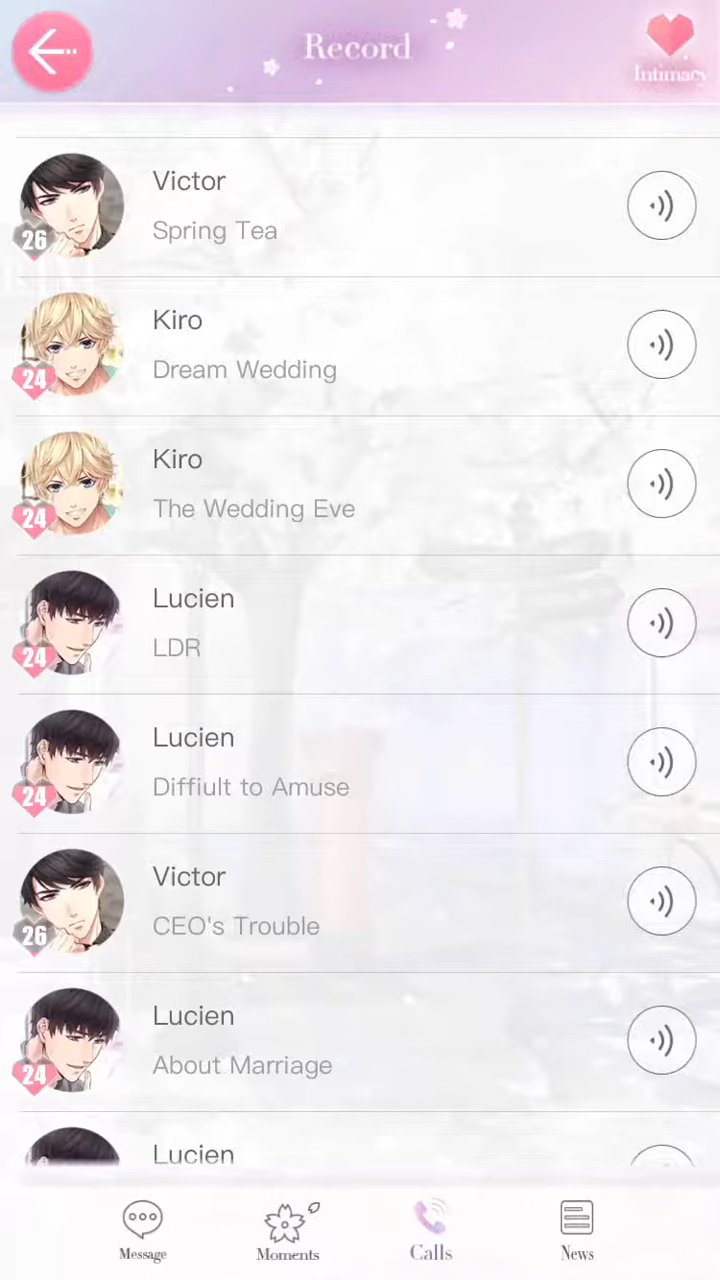 Record
Intimacy
Victor
26
Spring Tea
Kiro
24
Dream Wedding
Kiro
24
The Wedding Eve
Lucien
24
LDR
Lucien
24
Diffiult to Amuse
Victor
26
CEO's Trouble
Lucien
24
About Marriage
Lucien
Message
Moments
Calls
News